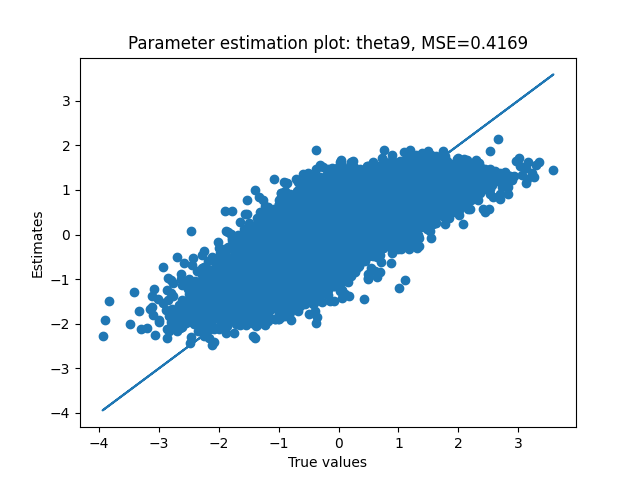 Parameter estimation plot: theta9, MSE=0.4169
3
2
1
0
−1
−2
−3
−4
Estimates
−4 −3 −2 −1 0 1 2 3
True values